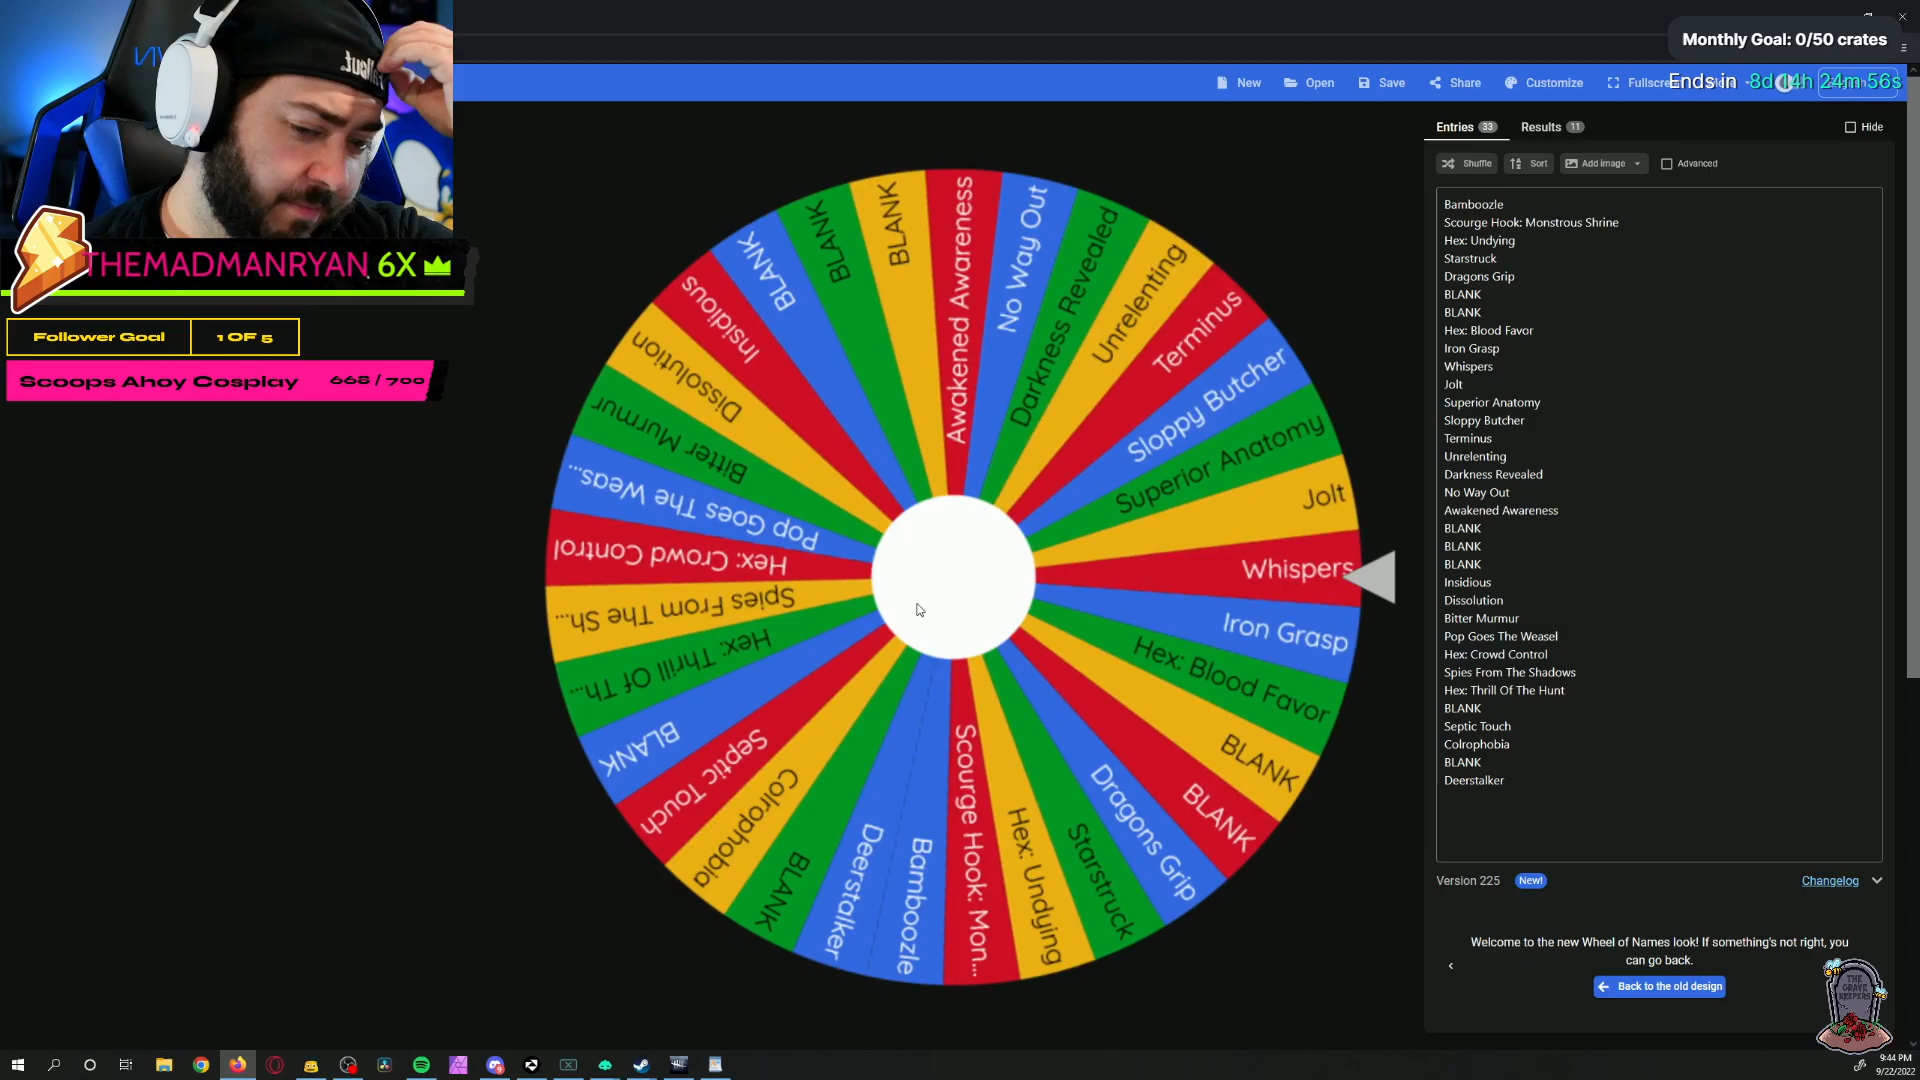 Monthly Goal: 0/50 crates
Ends in 8d 14h 24m 56s
New
Open
Save
Share
Customize
Fallout
THEMADMANRYAN 6X
Follower Goal
1 OF 5
Scoops Ahoy Cosplay 668 / 700
Entries 33
Results 11
Hide
Shuffle
Sort
Add image
Advanced
Bamboozle
Scourge Hook: Monstrous Shrine
Hex: Undying
Starstruck
Dragons Grip
BLANK
BLANK
Hex: Blood Favor
Iron Grasp
Whispers
Jolt
Superior Anatomy
Sloppy Butcher
Terminus
Unrelenting
Darkness Revealed
No Way Out
Awakened Awareness
BLANK
BLANK
BLANK
Insidious
Dissolution
Bitter Murmur
Pop Goes The Weasel
Hex: Crowd Control
Spies From The Shadows
Hex: Thrill Of The Hunt
BLANK
Septic Touch
Colrophobia
BLANK
Deerstalker
Awakened Awareness
No Way Out
Darkness Revealed
Unrelenting
Terminus
Sloppy Butcher
Superior Anatomy
Jolt
Whispers
Iron Grasp
Hex: Blood Favor
BLANK
BLANK
Dragons Grip
Starstruck
Hex: Undying
Scourge Hook: Mon...
Bamboozle
Deerstalker
BLANK
Colrophobia
Septic Touch
BLANK
Hex: Thrill Of Th...
Spies From The Sh...
Hex: Crowd Control
Pop Goes The Weas...
Bitter Murmur
Dissolution
Insidious
BLANK
BLANK
BLANK
Version 225
New!
Changelog
Welcome to the new Wheel of Names look! If something's not right, you
can go back.
Back to the old design
THE
GRAVE
KEEPERS
9:44 PM
9/22/2022